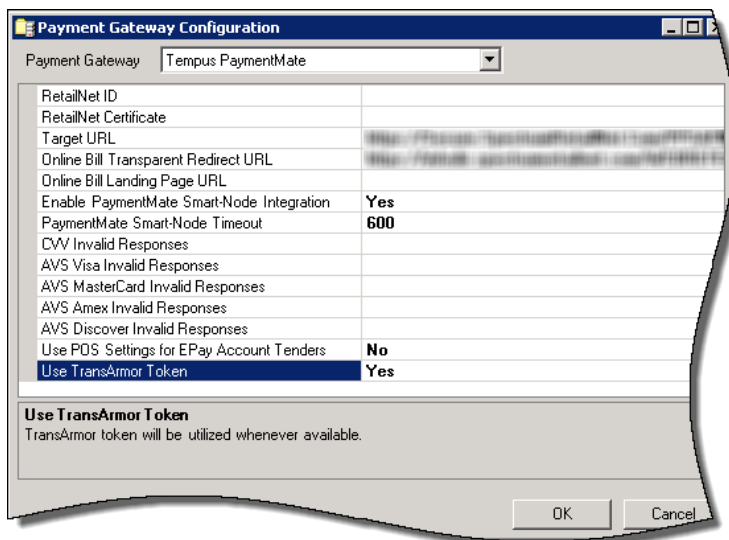 Payment Gateway Configuration
Payment Gateway Tempus PaymentMate
RetailNet ID
RetailNet Certificate
Target URL
Online Bill Transparent Redirect URL
Online Bill Landing Page URL
Enable PaymentMate Smart-Node Integration Yes
PaymentMate Smart-Node Timeout 600
CVV Invalid Responses
AVS Visa Invalid Responses
AVS MasterCard Invalid Responses
AVS Amex Invalid Responses
AVS Discover Invalid Responses
Use POS Settings for EPay Account Tenders No
Use TransArmor Token Yes
Use TransArmor Token
TransArmor token will be utilized whenever available.
OK Cancel